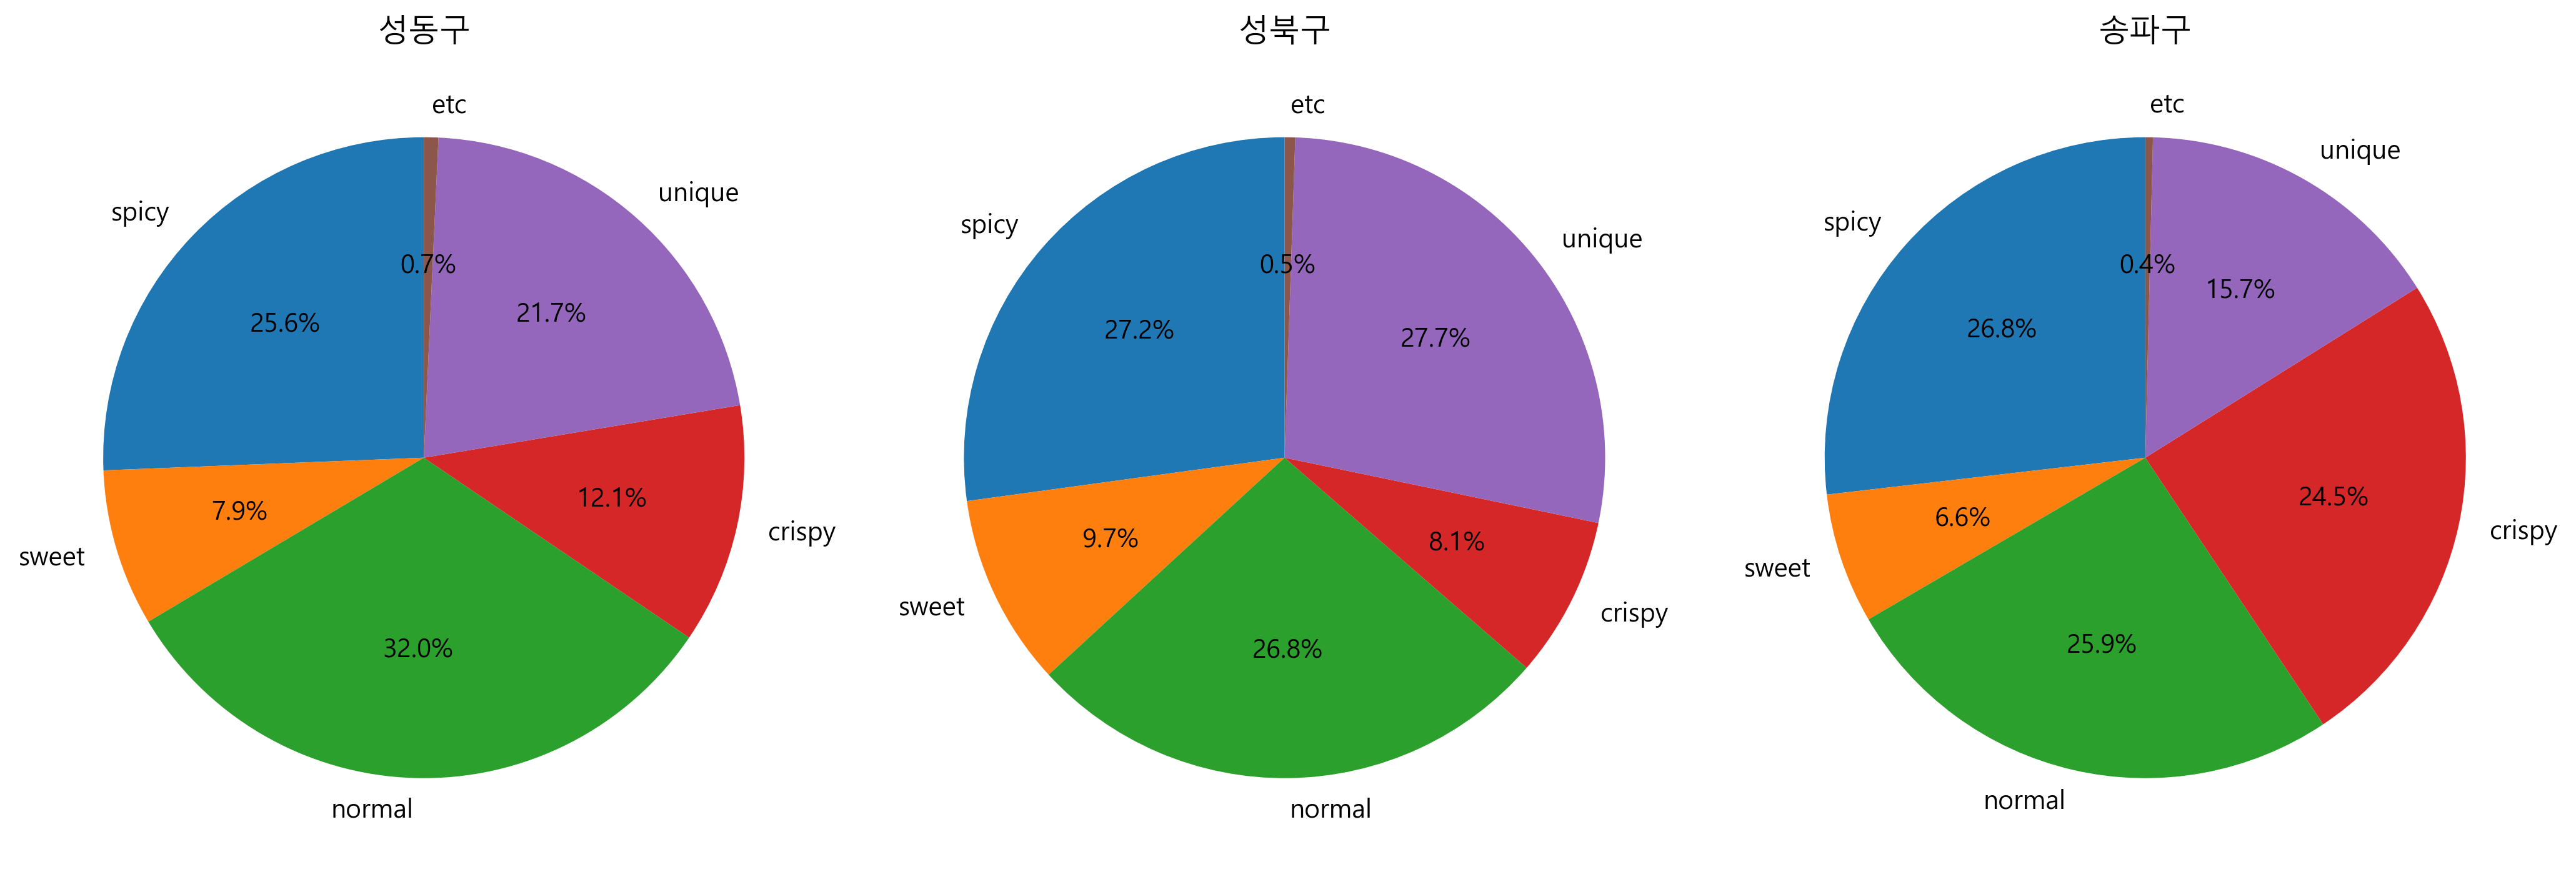 성동구
etc
unique
spicy
0.7%
21.7%
25.6%
7.9%
12.1%
crispy
sweet
32.0%
normal
성북구
etc
spicy
unique
0.5%
27.2%
27.7%
9.7%
8.1%
sweet
crispy
26.8%
normal
송파구
etc
unique
spicy
0.4%
15.7%
26.8%
24.5%
6.6%
crispy
sweet
25.9%
normal